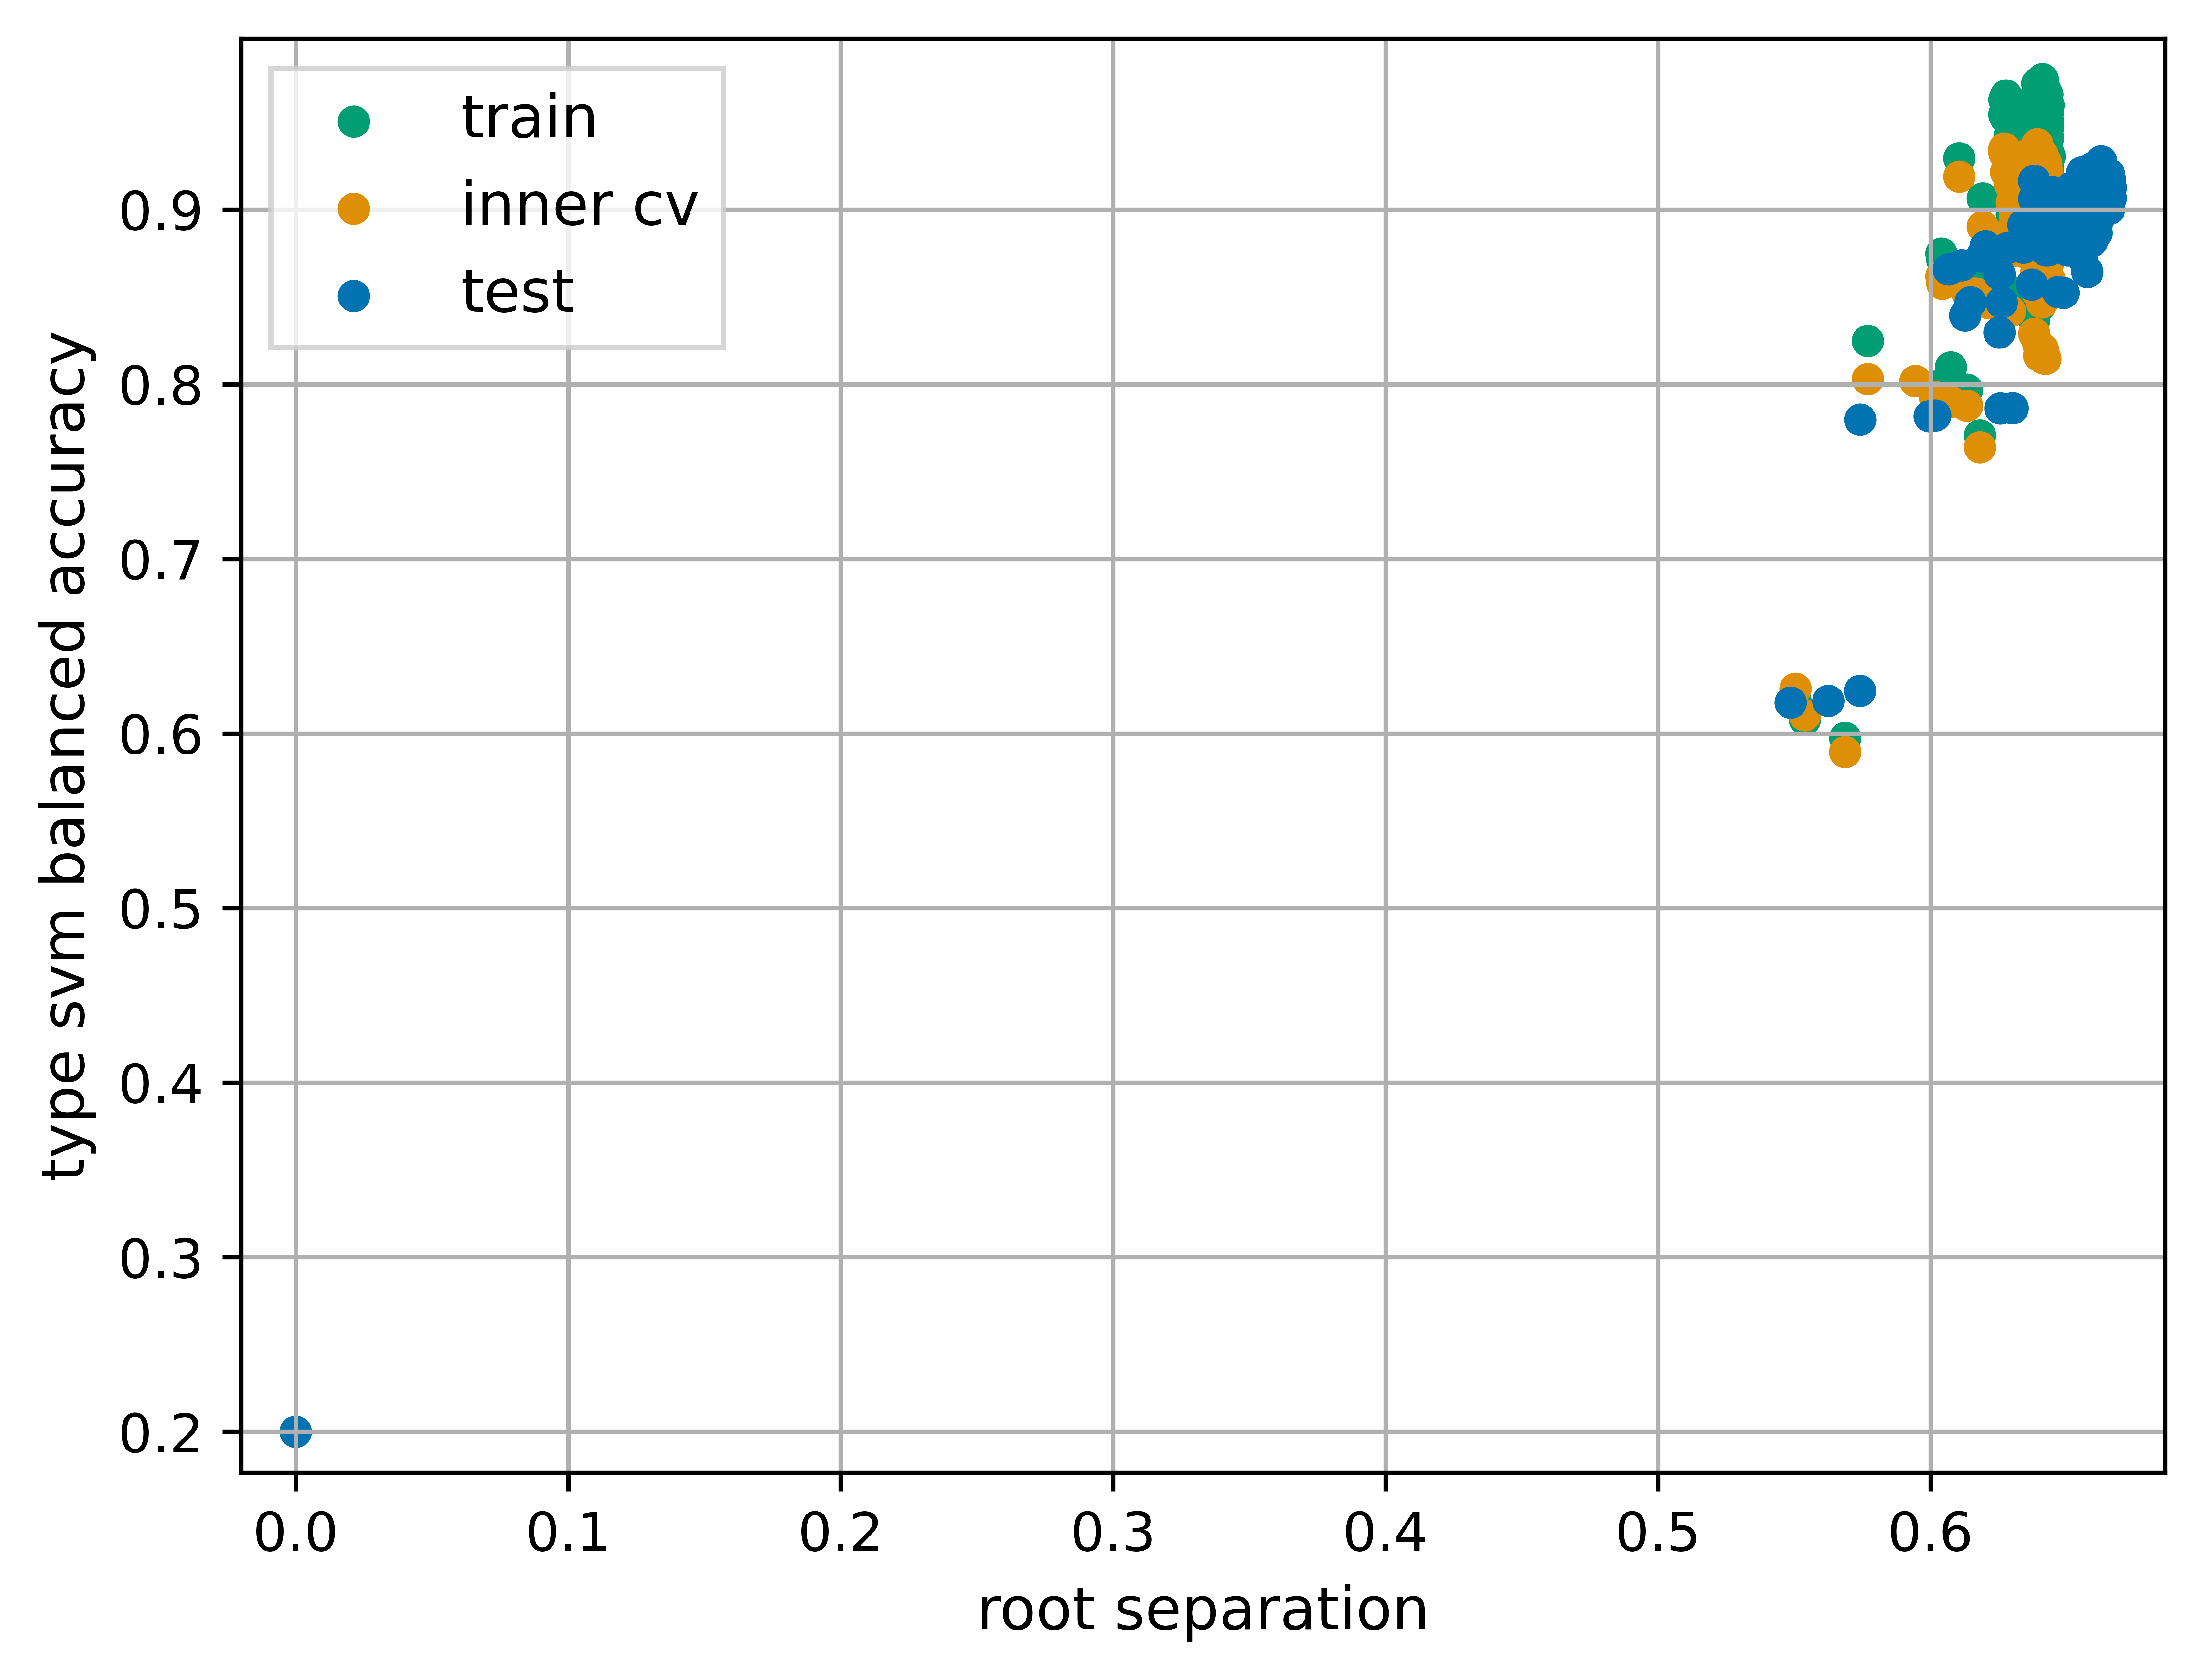 train
inner cv
test
0.9
0.8
0.7
0.6
0.5
0.4
0.3
0.2
type svm balanced accuracy
0.0 0.1 0.2 0.3 0.4 0.5 0.6
root separation